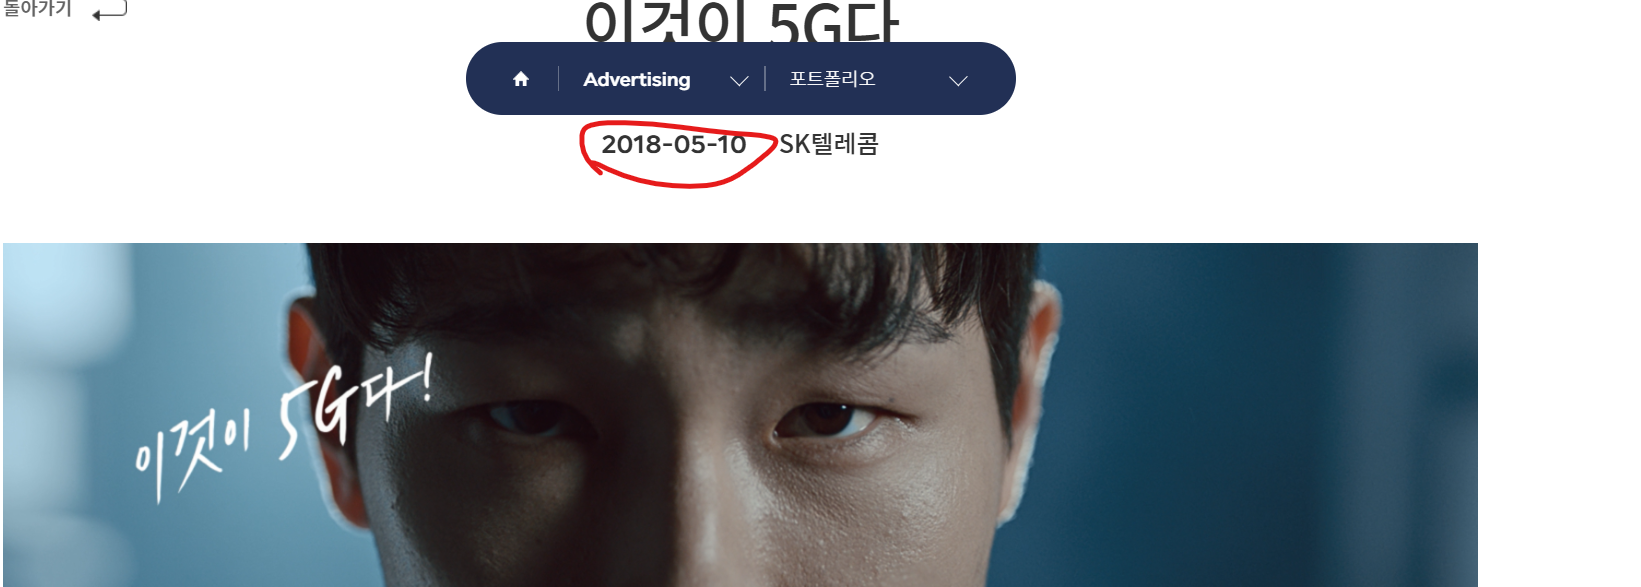 돌아가기
이것이 5G다
Advertising 포트폴리오
2018-05-10 SK텔레콤
이것이 5G다!